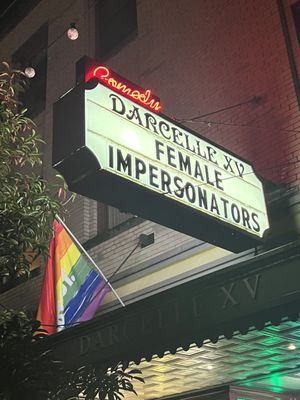 Comedy
DARCELLE XV
FEMALE
IMPERSONATORS
DARCELLE XV